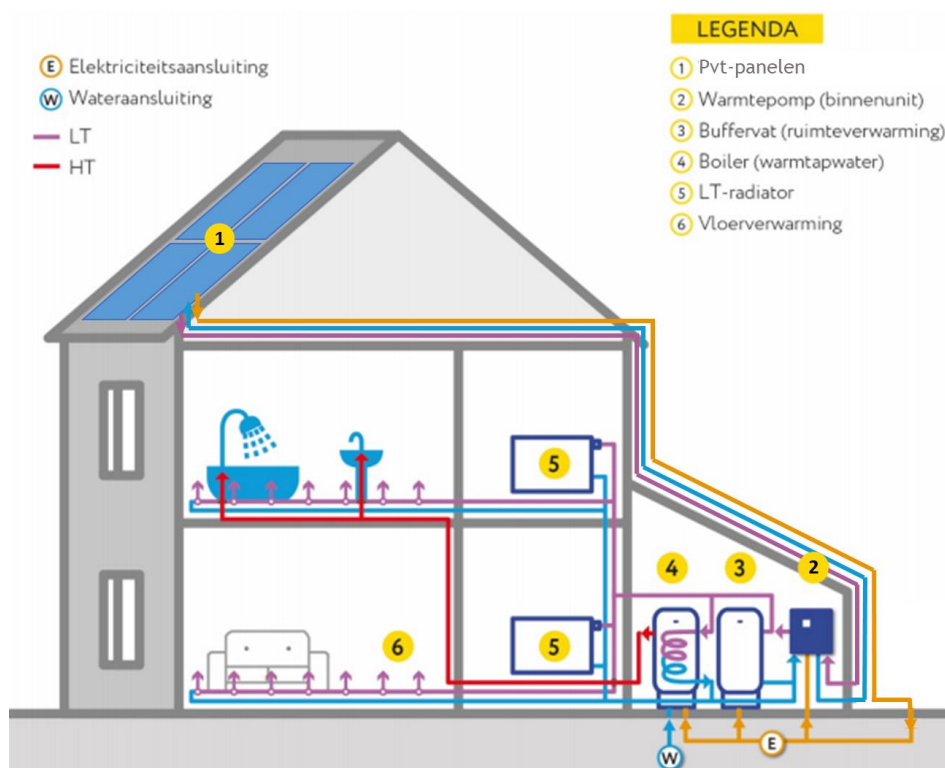 LEGENDA
E Elektriciteitsaansluiting
W Wateraansluiting
LT
HT
1 Pvt-panelen
2 Warmtepomp (binnenunit)
3 Buffervat (ruimteverwarming)
4 Boiler (warmtapwater)
5 LT-radiator
6 Vloerverwarming
1
5
4
3
2
6
5
E
W